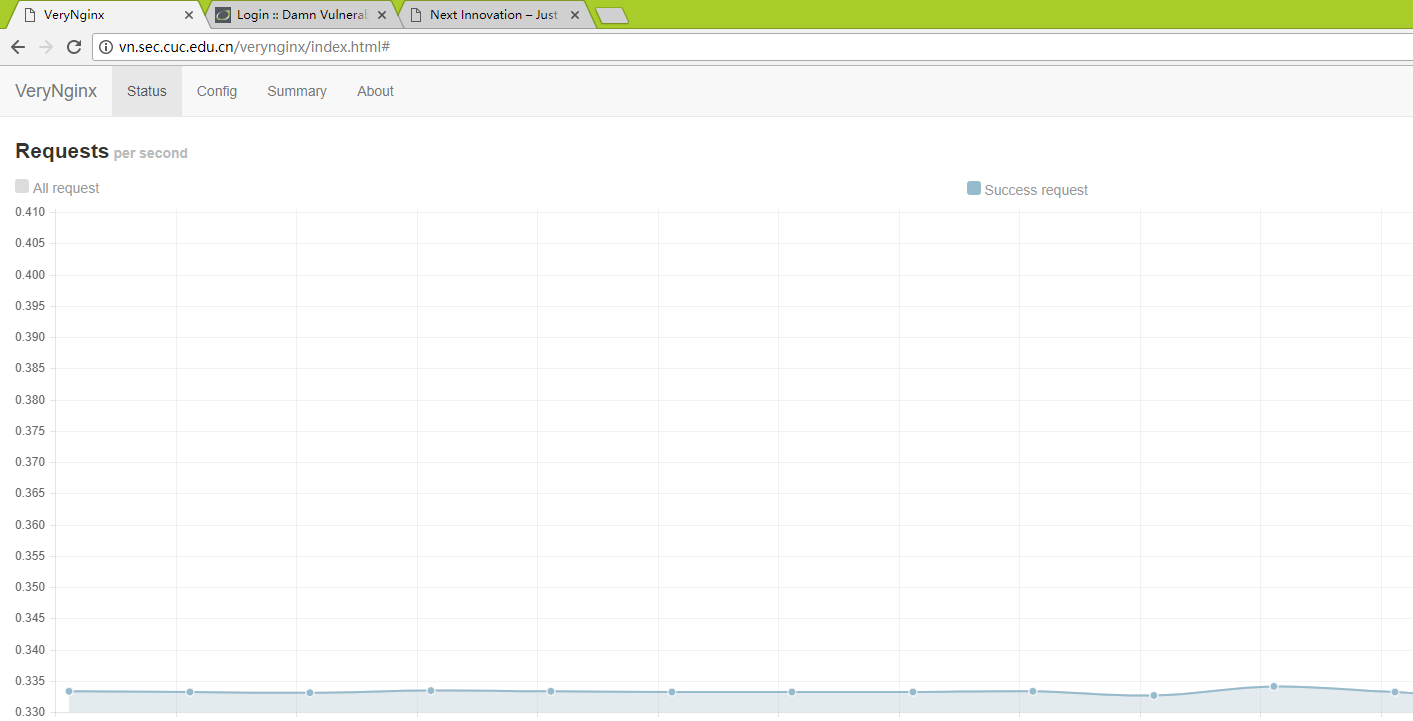 VeryNginx
Login :: Damn Vulnerab
Next Innovation – Just
vn.sec.cuc.edu.cn/verynginx/index.html#
VeryNginx Status Config Summary About
Requests per second
All request Success request
0.410
0.405
0.400
0.395
0.390
0.385
0.380
0.375
0.370
0.365
0.360
0.355
0.350
0.345
0.340
0.335
0.330